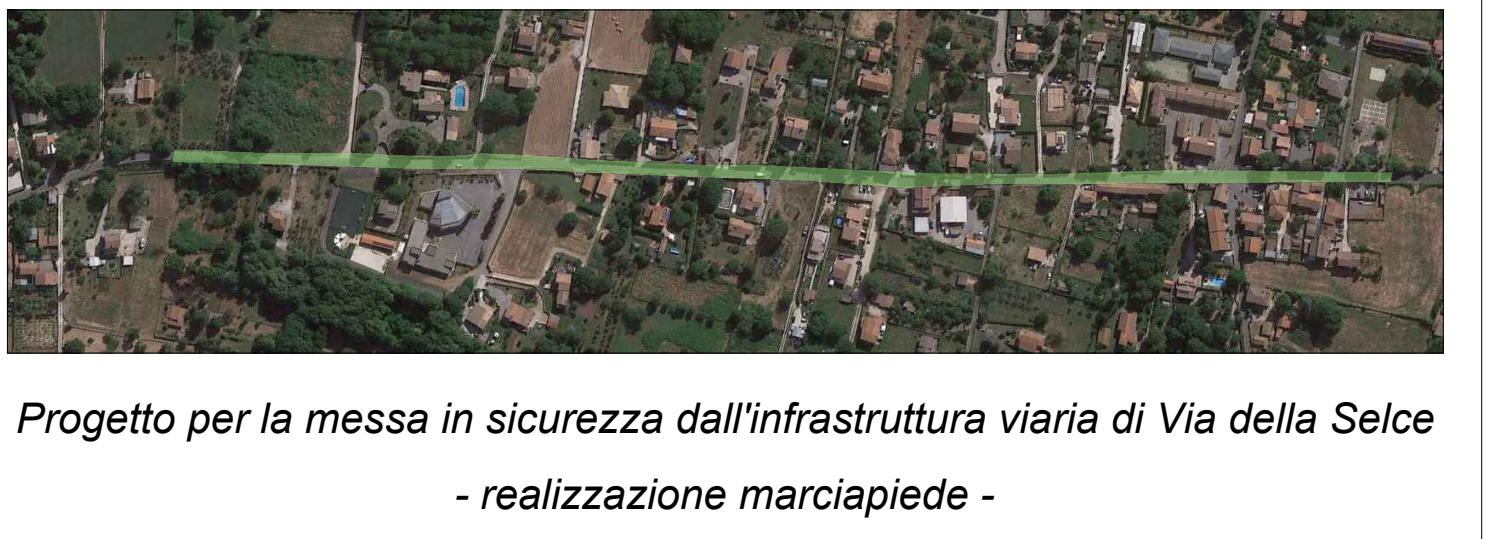 Progetto per la messa in sicurezza dall'infrastruttura viaria di Via della Selce
- realizzazione marciapiede -